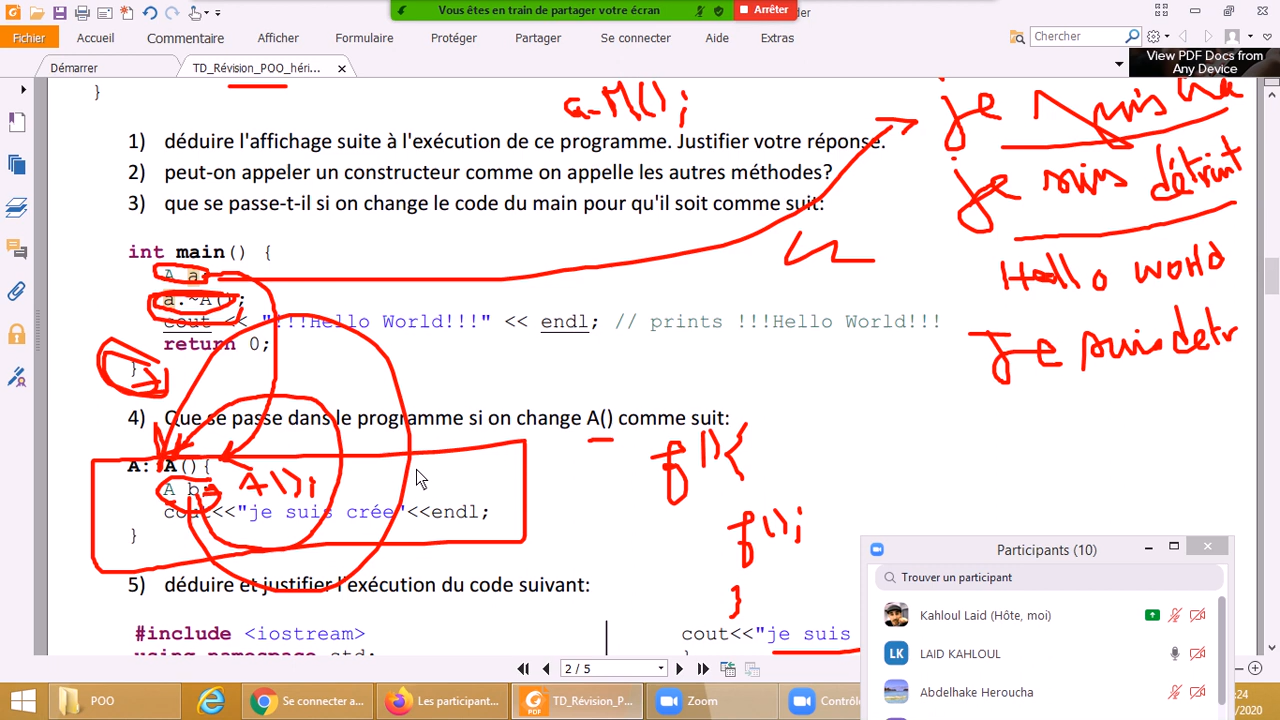 Vous êtes en train de partager votre écran
Arrêter
Fichier
Accueil
Commentaire
Afficher
Formulaire
Protéger
Partager
Se connecter
Aide
Extras
Chercher
Démarrer
TD_Révision_POO_héri...
View PDF Docs from
Any Device
}
a.M();
je suis
1) déduire l'affichage suite à l'exécution de ce programme. Justifier votre réponse.
je suis détruit
2) peut-on appeler un constructeur comme on appelle les autres méthodes?
3) que se passe-t-il si on change le code du main pour qu'il soit comme suit:
int main() {
A a;
Hello world
a.~A();
cout << "!!!Hello World!!!" << endl; // prints !!!Hello World!!!
je suis detr
return 0;
}
4) Que se passe dans le programme si on change A() comme suit:
f(){
A: A(){
A b; A();
cout<<"je suis crée"<<endl;
f();
}
}
5) déduire et justifier l'exécution du code suivant:
#include <iostream>
cout<<"je suis
using namespace std;
Participants (10)
Trouver un participant
Kahloul Laid (Hôte, moi)
LK
LAID KAHLOUL
Abdelhake Heroucha
2 / 5
POO
Se connecter a...
Les participant...
TD_Révision_P...
Zoom
Contrôle